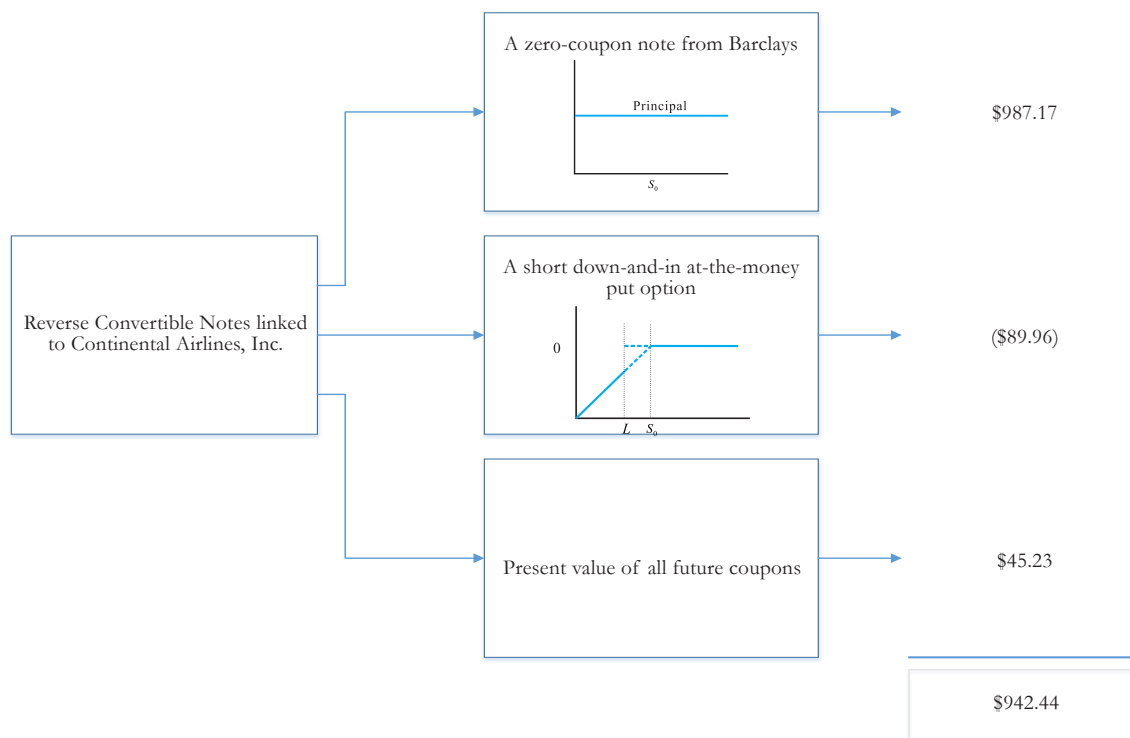 A zero-coupon note from Barclays
Principal
S0
$987.17
Reverse Convertible Notes linked
to Continental Airlines, Inc.
A short down-and-in at-the-money
put option
0
L S0
($89.96)
Present value of all future coupons
$45.23
$942.44